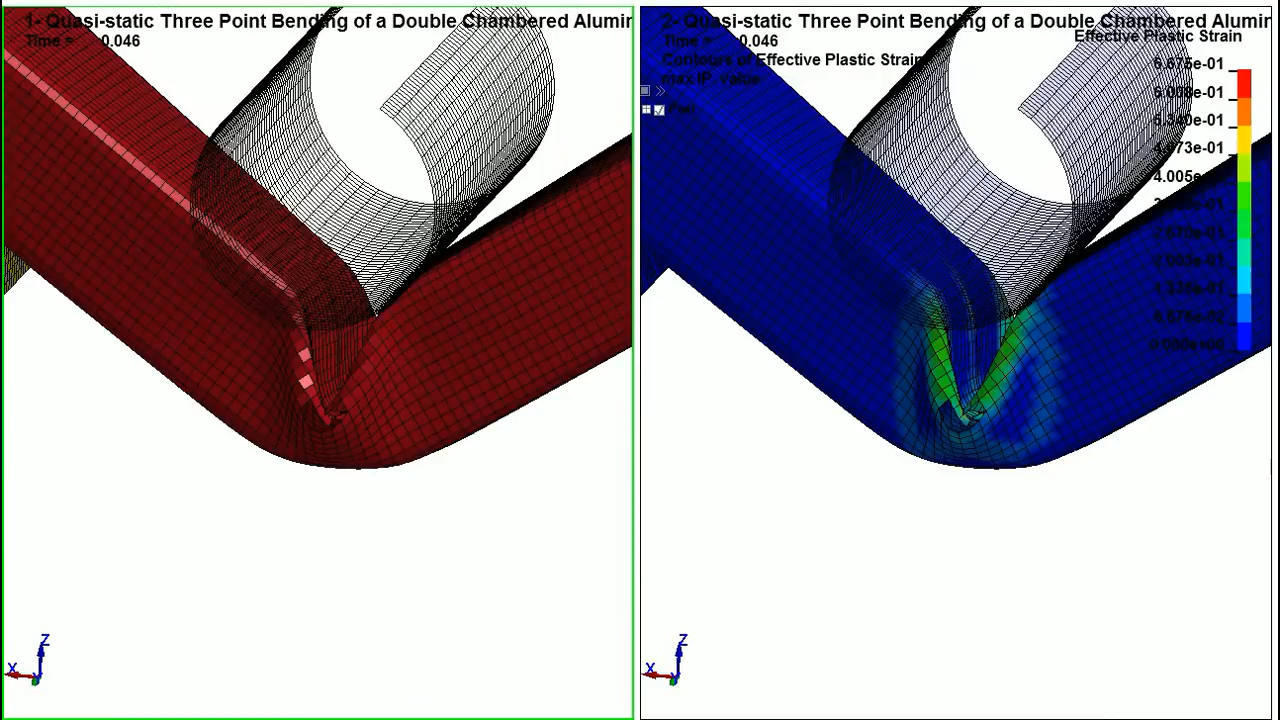 1- Quasi-static Three Point Bending of a Double Chambered Alumin
Time = 0.046
X
Z
2- Quasi-static Three Point Bending of a Double Chambered Alumin
Time = 0.046
Contours of Effective Plastic Strain
max IP. value
Effective Plastic Strain
6.675e-01
6.008e-01
5.340e-01
4.673e-01
4.005e-
2.670e-01
2.003e-01
1.335e-01
6.675e-02
0.000e+00
X
Z